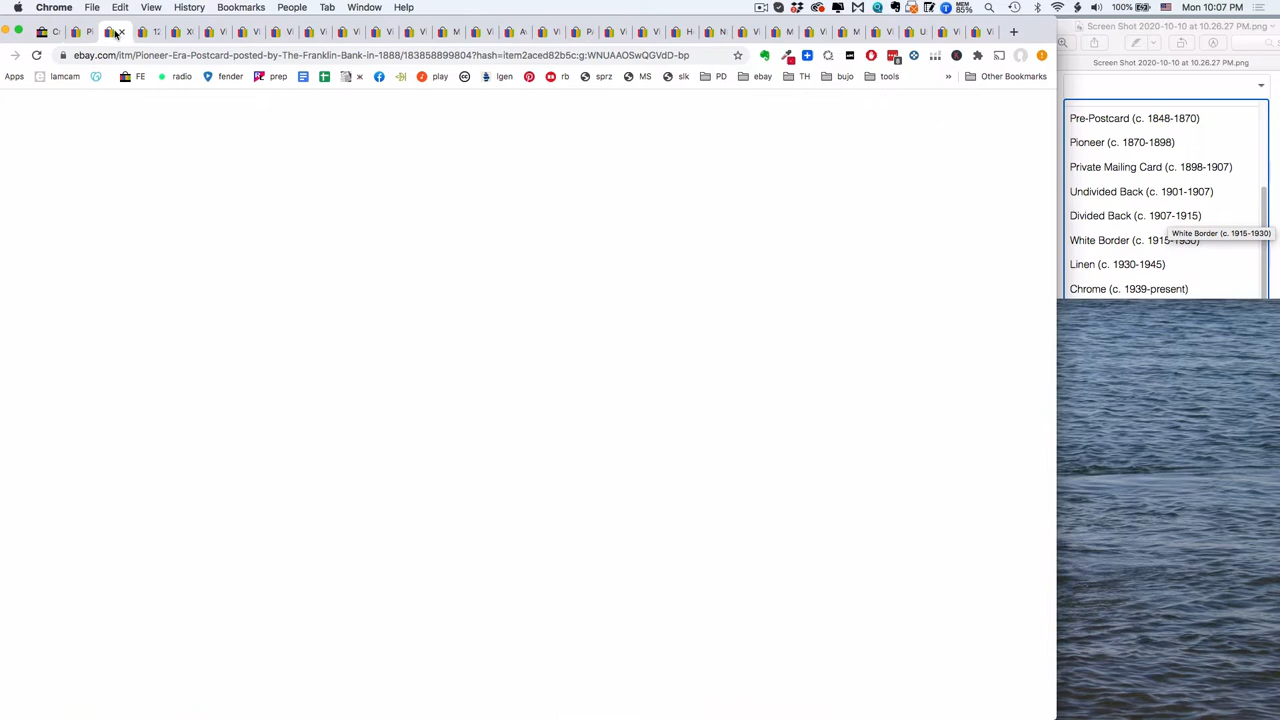 Chrome File Edit View History Bookmarks People Tab Window Help MEM 65% 100% Sat 10:07 PM
Screen Shot 2020-10-10 at 10.26.27 PM.png
ebay.com/itm/Pioneer-Era-Postcard-posted-by-The-Franklin-Bank-in-1888/183858899804?hash=item2aced82b5c:g:WNUAAOSwQGVdD-bp
Screen Shot 2020-10-10 at 10.26.27 PM.png
Apps iamcam FE radio fender prep play lgen rb sprz MS slk PD ebay TH bujo tools » Other Bookmarks
Pre-Postcard (c. 1848-1870)
Pioneer (c. 1870-1898)
Private Mailing Card (c. 1898-1907)
Undivided Back (c. 1901-1907)
Divided Back (c. 1907-1915)
White Border (c. 1915-1930)
White Border (c. 1915-1930)
Linen (c. 1930-1945)
Chrome (c. 1939-present)